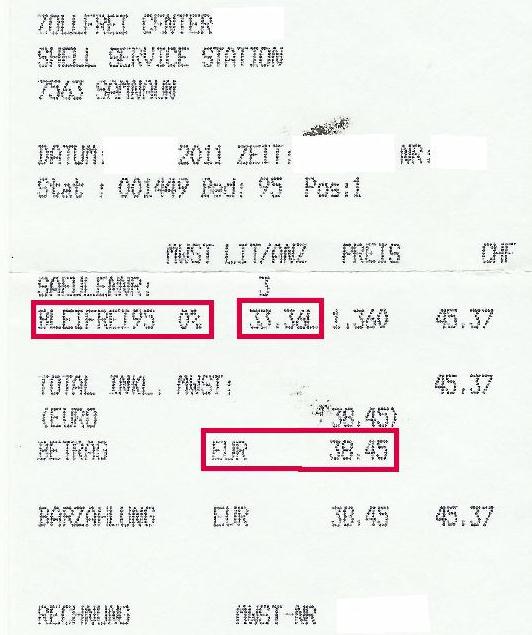 ZOLLFREI CENTER
SHELL SERVICE STATION
7563 SAMNAUN
DATUM: 2011 ZEIT: NR:
Stat : 001449 Bed: 95 Pos:1
MWST LIT/ANZ PREIS CHF
SAEULENNR: 3
BLEIFREI95 0% 33.36L 1.360 45.37
TOTAL INKL. MWST: 45.37
(EURO *38.45)
BETRAG EUR 38.45
BARZAHLUNG EUR 38.45 45.37
RECHNUNG MWST-NR